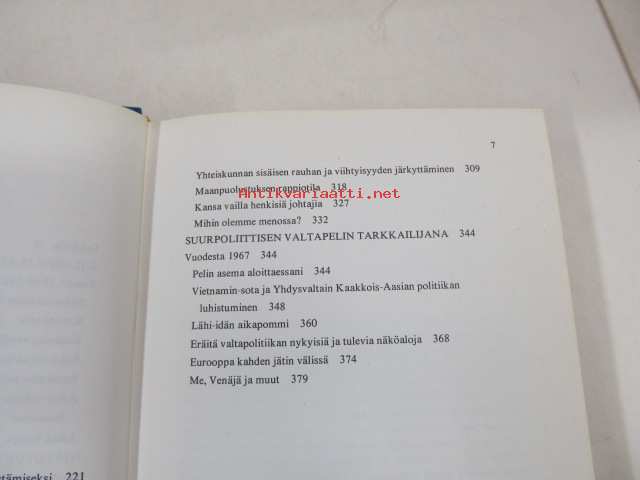 7
Yhteiskunnan sisäisen rauhan ja viihtyisyyden järkyttäminen 309
Maanpuolustuksen rappiotila 318
Antikvariaatti.net
Kansa vailla henkisiä johtajia 327
Mihin olemme menossa? 332
SUURPOLIITTISEN VALTAPELIN TARKKAILIJANA 344
Vuodesta 1967 344
Pelin asema aloittaessani 344
Vietnamin-sota ja Yhdysvaltain Kaakkois-Aasian politiikan
luhistuminen 348
Lähi-idän aikapommi 360
Eräitä valtapolitiikan nykyisiä ja tulevia näköaloja 368
Eurooppa kahden jätin välissä 374
Me, Venäjä ja muut 379
tämiseksi 221